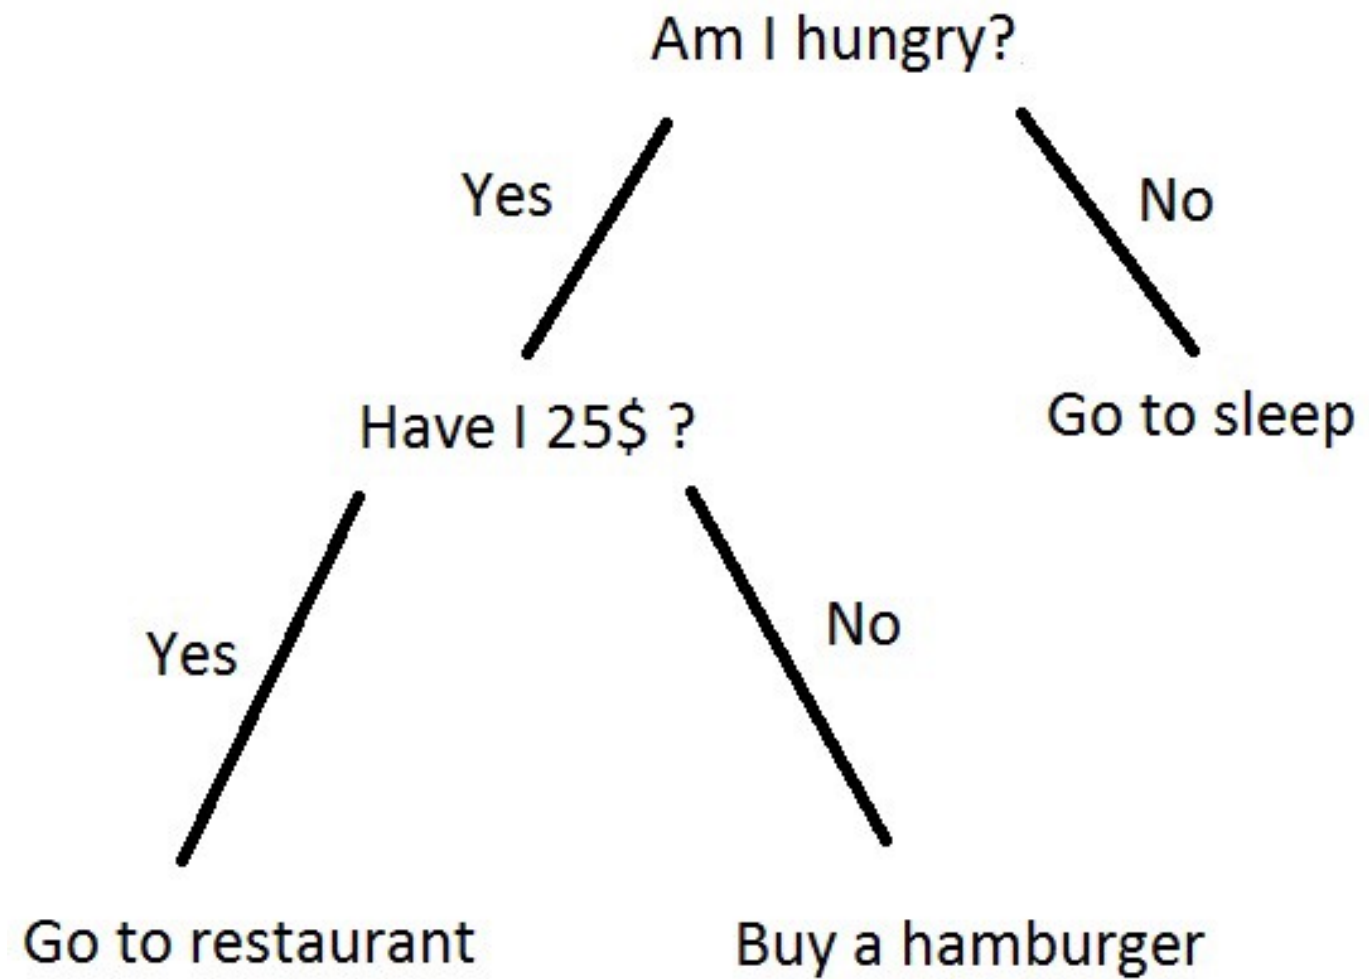 Am I hungry?
Yes
No
Have I 25$ ?
Go to sleep
Yes
No
Go to restaurant
Buy a hamburger